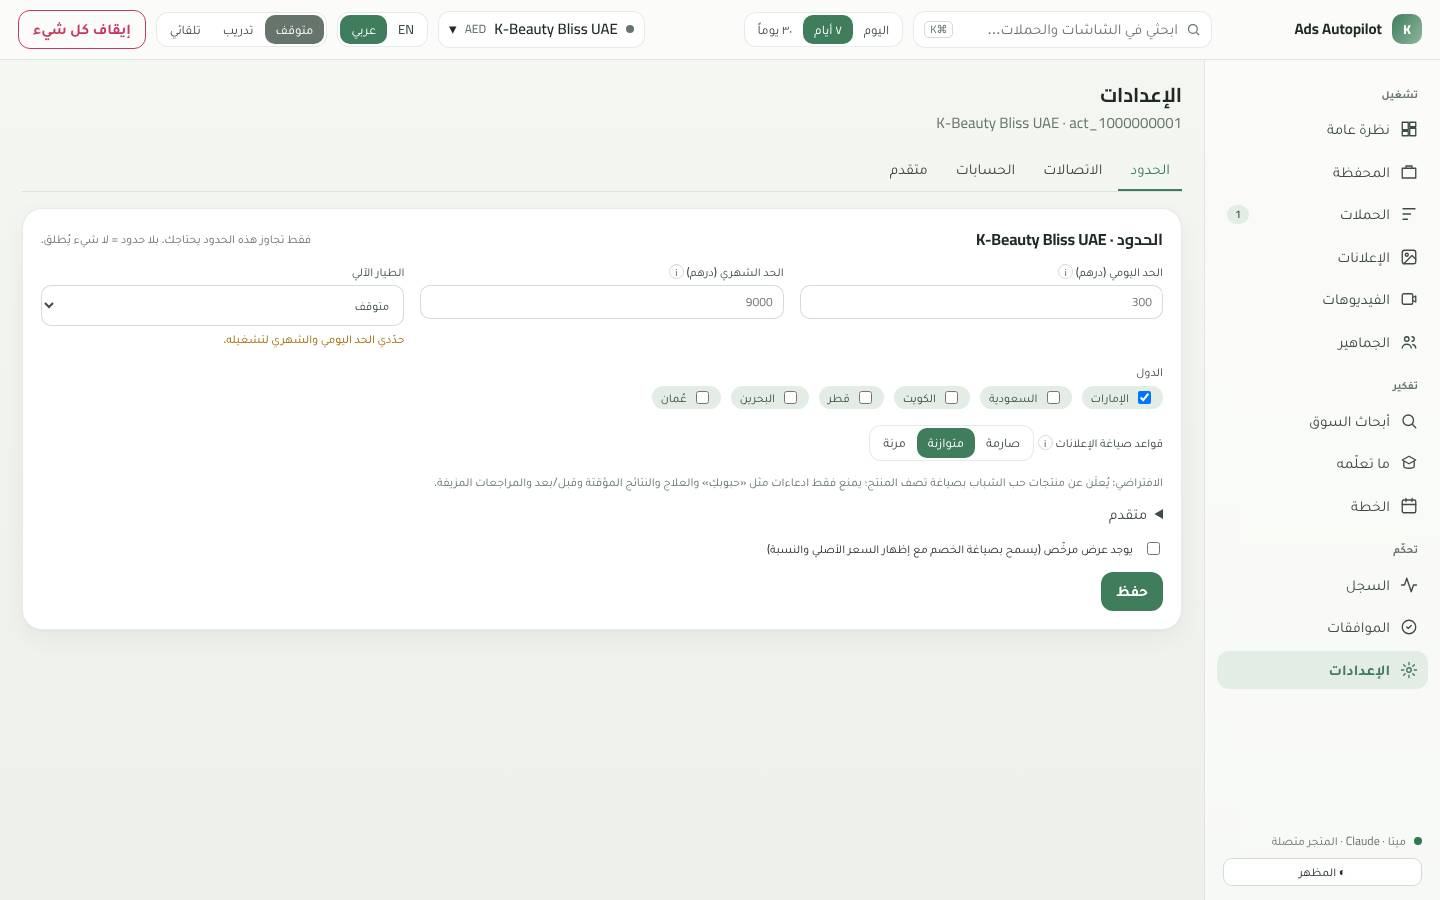 K
Ads Autopilot
ابحثي في الشاشات والحملات...
⌘K
اليوم
٧ أيام
٣٠ يوماً
K-Beauty Bliss UAE AED ▼
EN
عربي
متوقف
تدريب
تلقائي
إيقاف كل شيء
تشغيل
نظرة عامة
المحفظة
الحملات
1
الإعلانات
الفيديوهات
الجماهير
تفكير
أبحاث السوق
ما تعلّمه
الخطة
تحكّم
السجل
الموافقات
الإعدادات
ميتا · Claude · المتجر متصلة
المظهر
الإعدادات
K-Beauty Bliss UAE · act_1000000001
الحدود
الاتصالات
الحسابات
متقدم
الحدود · K-Beauty Bliss UAE
فقط تجاوز هذه الحدود يحتاجك. بلا حدود = لا شيء يُطلق.
الحد اليومي (درهم) i
300
الحد الشهري (درهم) i
9000
الطيار الآلي
متوقف
حدّدي الحد اليومي والشهري لتشغيله.
الدول
الإمارات
السعودية
الكويت
قطر
البحرين
عُمان
قواعد صياغة الإعلانات i
صارمة
متوازنة
مرنة
الافتراضي: يُعلَن عن منتجات حب الشباب بصياغة تصف المنتج؛ يمنع فقط ادعاءات مثل «حبوبكِ» والعلاج والنتائج المؤقتة وقبل/بعد والمراجعات المزيفة.
متقدم
يوجد عرض مرخّص (يسمح بصياغة الخصم مع إظهار السعر الأصلي والنسبة)
حفظ